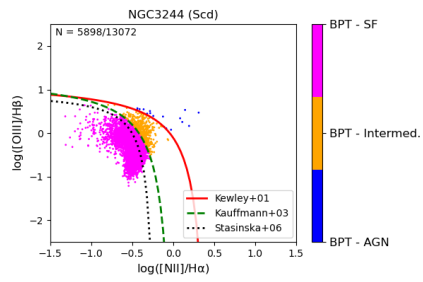 NGC3244 (Scd)
N = 5898/13072
2
1
0
−1
−2
log([OIII]/Hβ)
−1.5 −1.0 −0.5 0.0 0.5 1.0 1.5
log([NII]/Hα)
Kewley+01
Kauffmann+03
Stasinska+06
BPT - SF
BPT - Intermed.
BPT - AGN